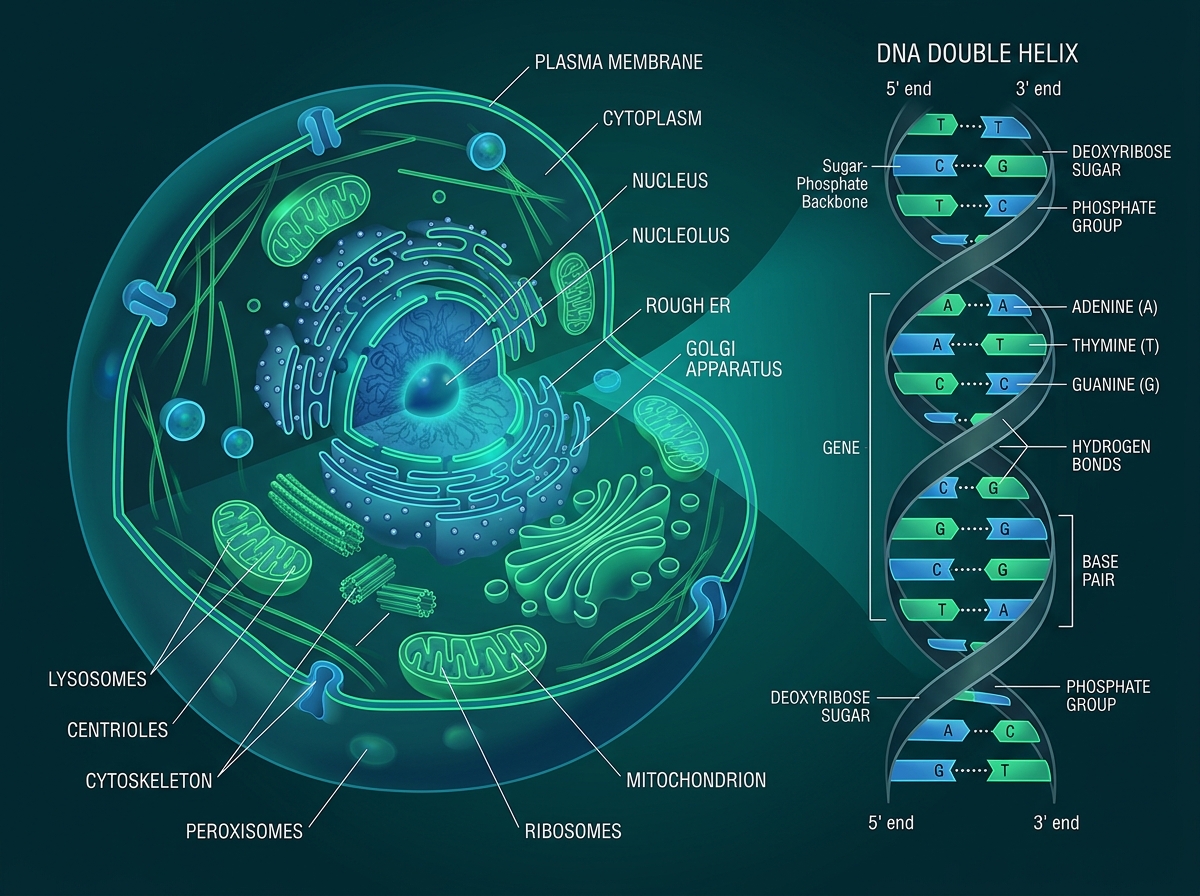 PLASMA MEMBRANE
CYTOPLASM
NUCLEUS
NUCLEOLUS
ROUGH ER
GOLGI
APPARATUS
LYSOSOMES
CENTRIOLES
CYTOSKELETON
PEROXISOMES
RIBOSOMES
MITOCHONDRION
DNA DOUBLE HELIX
5' end 3' end
T T
Sugar-
Phosphate
Backbone
C G
DEOXYRIBOSE
SUGAR
T C
PHOSPHATE
GROUP
GENE
A A
ADENINE (A)
A T
THYMINE (T)
C C
GUANINE (G)
HYDROGEN
BONDS
C G
G G
C G
BASE
PAIR
T A
DEOXYRIBOSE
SUGAR
PHOSPHATE
GROUP
A C
G T
5' end 3' end